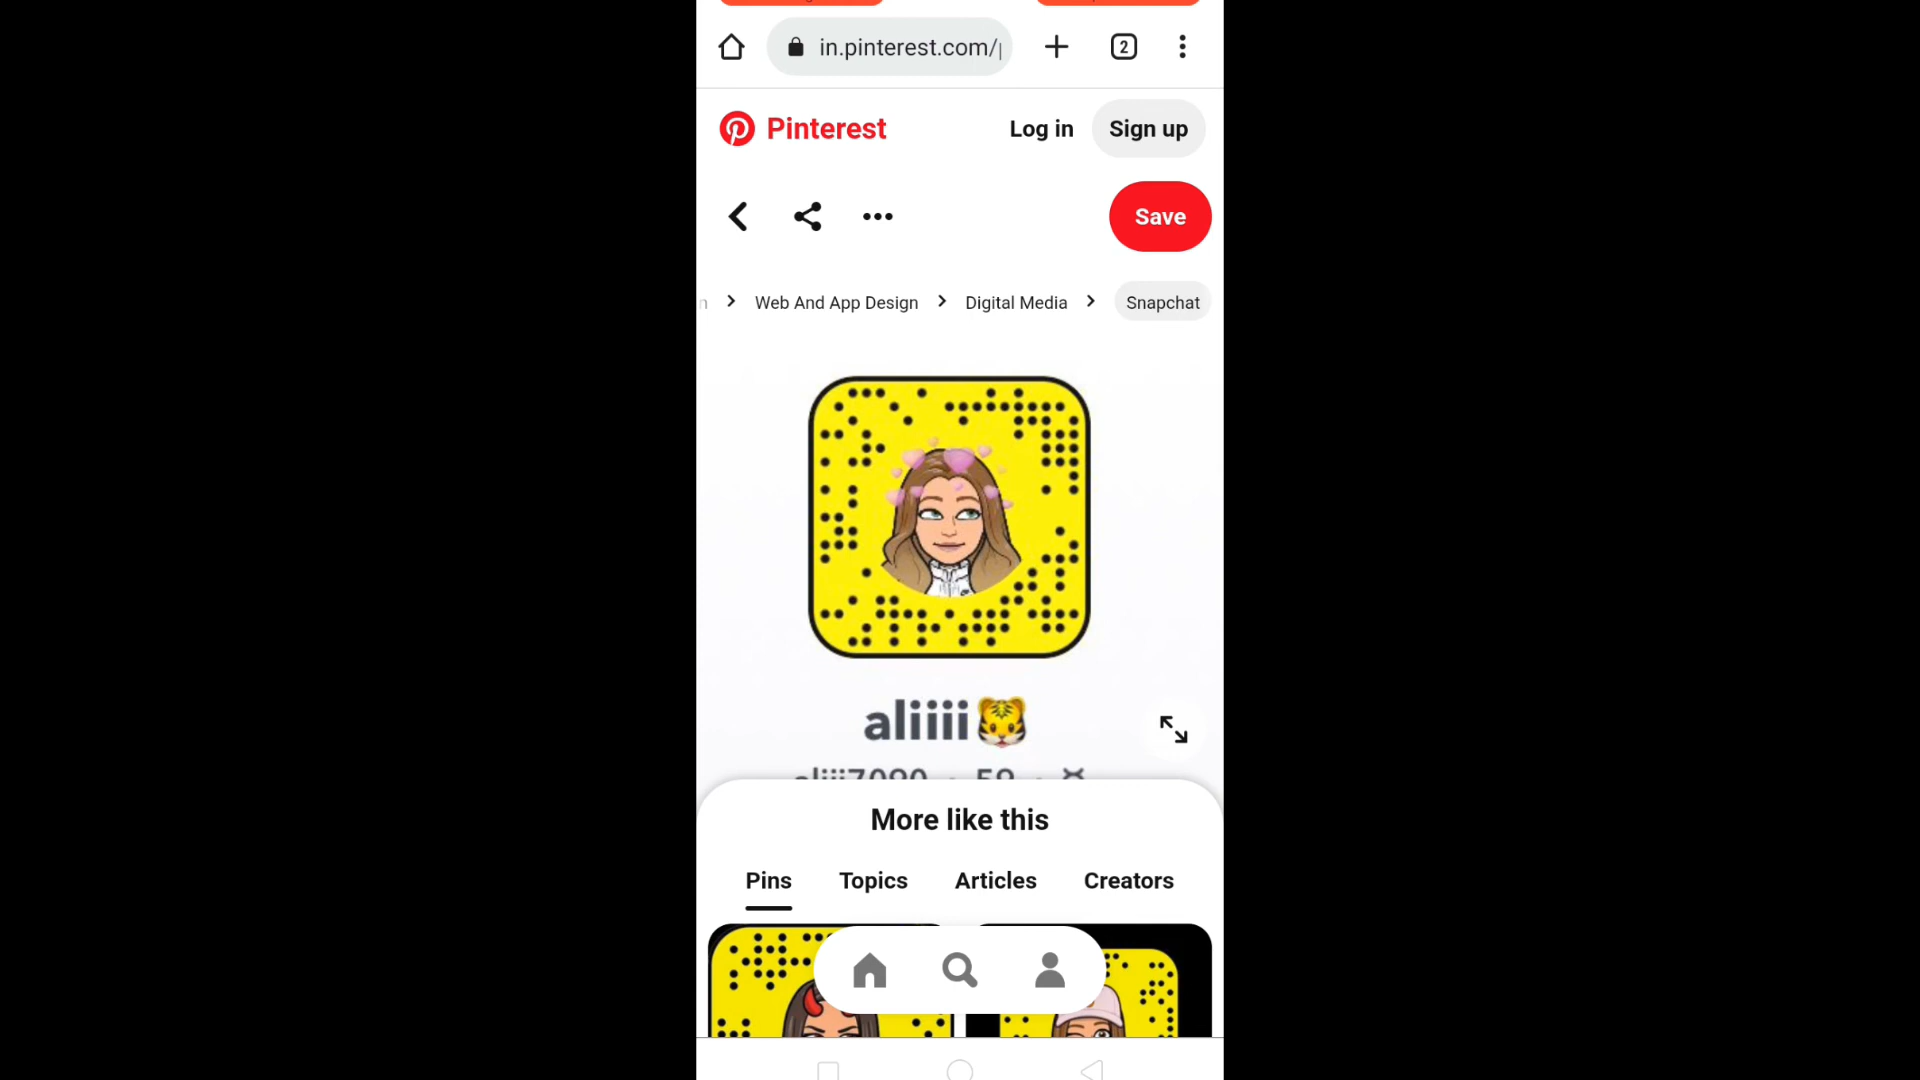 in.pinterest.com/
2
Pinterest
Log in
Sign up
Save
Web And App Design
Digital Media
Snapchat
aliiii🐯
More like this
Pins
Topics
Articles
Creators